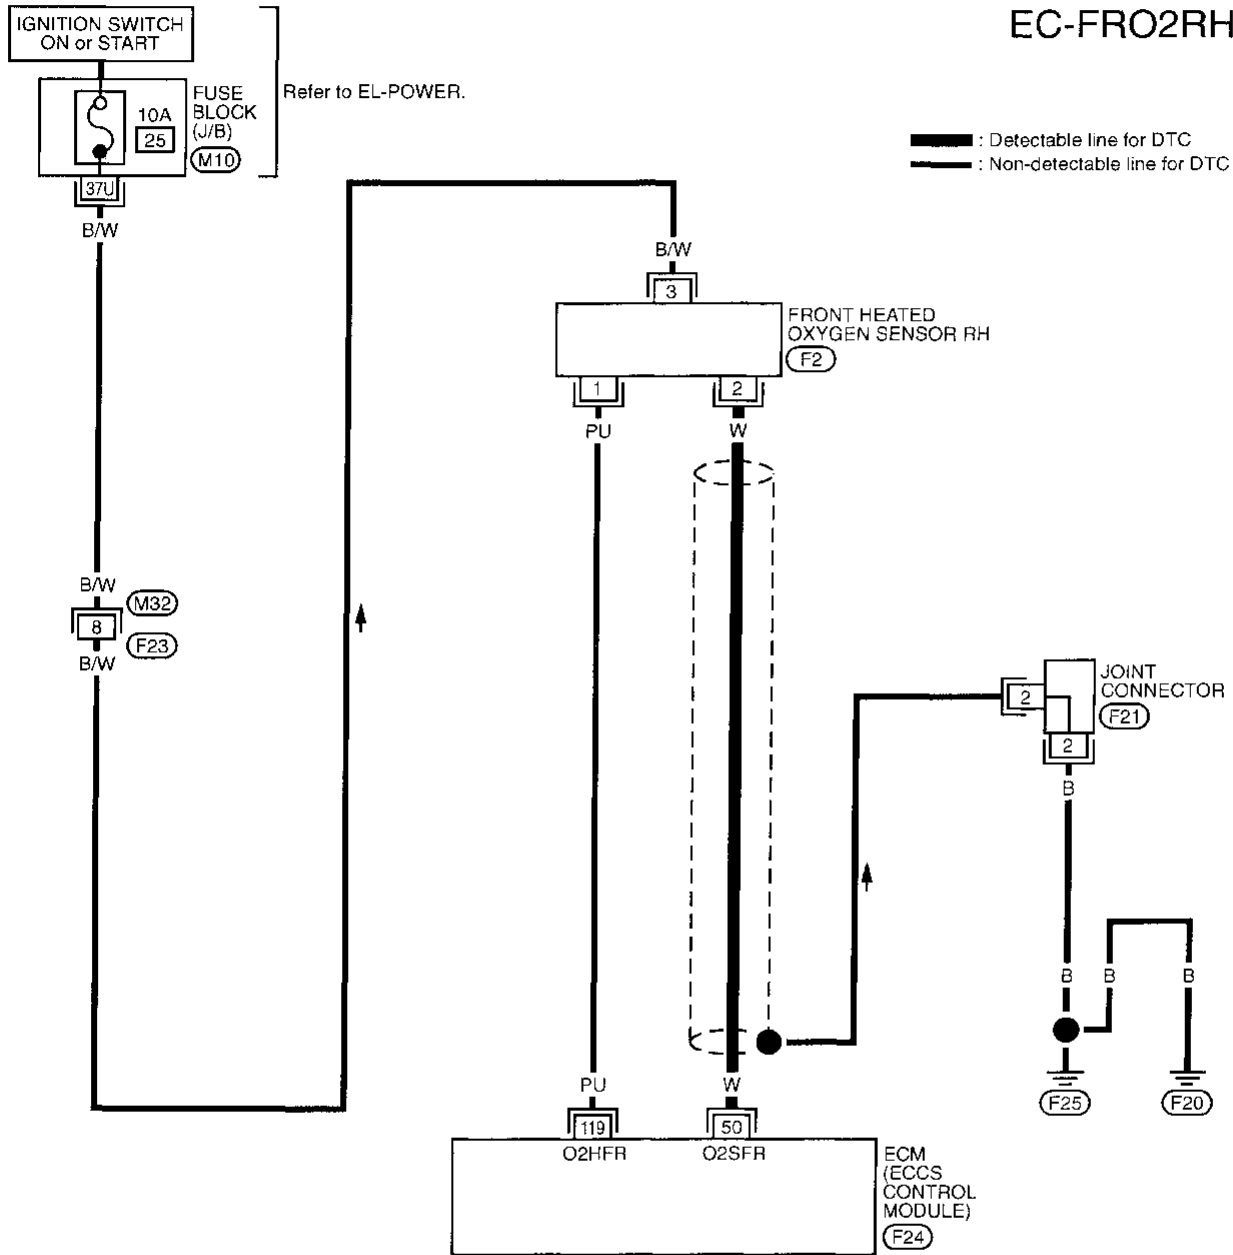 EC-FRO2RH
IGNITION SWITCH
ON or START
FUSE
BLOCK
(J/B)
M10
10A
25
37U
Refer to EL-POWER.
: Detectable line for DTC
: Non-detectable line for DTC
B/W
B/W
3
FRONT HEATED
OXYGEN SENSOR RH
F2
1
2
PU
W
B/W
M32
8
F23
B/W
JOINT
CONNECTOR
F21
2
2
B
B
B
B
F25
F20
PU
W
119
50
O2HFR
O2SFR
ECM
(ECCS
CONTROL
MODULE)
F24